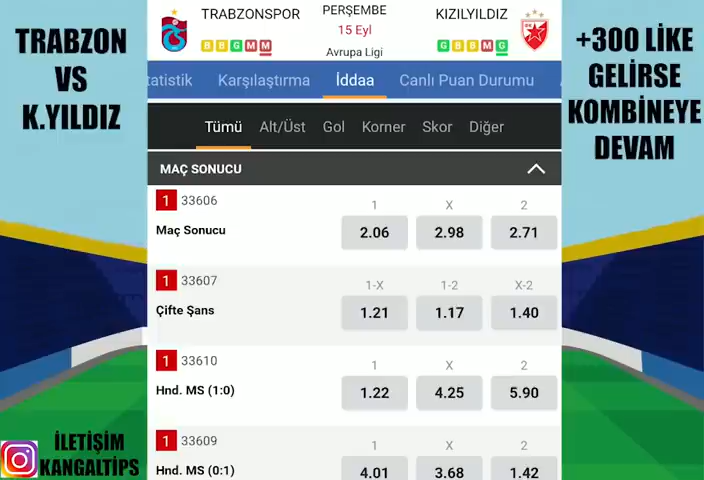 TRABZON
VS
K.YILDIZ
TRABZONSPOR
B B G M M
PERŞEMBE
15 Eyl
Avrupa Ligi
KIZILYILDIZ
G B B M G
+300 LİKE
GELİRSE
KOMBİNEYE
DEVAM
tatistik Karşılaştırma İddaa Canlı Puan Durumu
Tümü Alt/Üst Gol Korner Skor Diğer
MAÇ SONUCU
1 33606
1 X 2
Maç Sonucu 2.06 2.98 2.71
1 33607
1-X 1-2 X-2
Çifte Şans 1.21 1.17 1.40
1 33610
1 X 2
Hnd. MS (1:0) 1.22 4.25 5.90
1 33609
1 X 2
Hnd. MS (0:1) 4.01 3.68 1.42
İLETİŞİM
KANGALTİPS